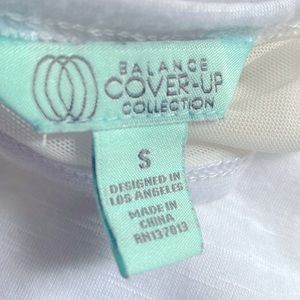 BALANCE
COVER-UP
COLLECTION
S
DESIGNED IN
LOS ANGELES
MADE IN
CHINA
RN137013